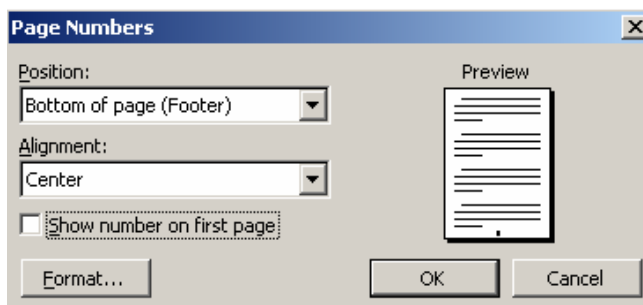 Page Numbers
Position:
Preview
Bottom of page (Footer)
Alignment:
Center
Show number on first page
Format...
OK
Cancel